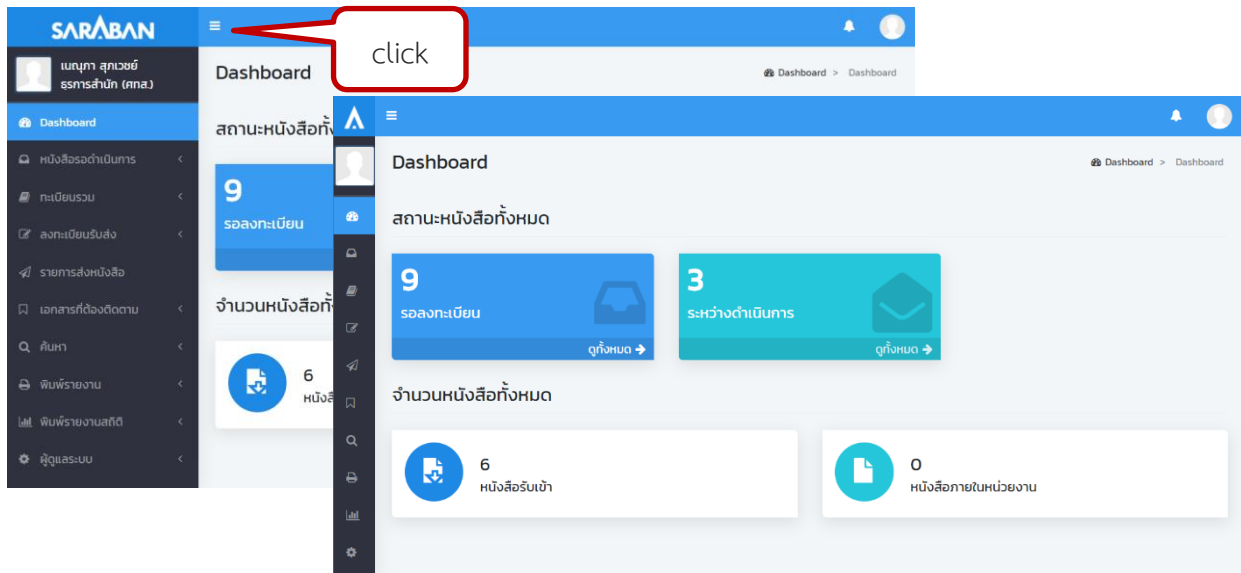 SARABAN
click
เนญุภา สุภเวชย์
ธุรการสำนัก (ศทส.)
Dashboard
Dashboard > Dashboard
Dashboard
สถานะหนังสือทั้ง
หนังสือรอดำเนินการ
ทะเบียนรวม
ลงทะเบียนรับส่ง
รายการส่งหนังสือ
เอกสารที่ต้องติดตาม
ค้นหา
พิมพ์รายงาน
พิมพ์รายงานสถิติ
ผู้ดูแลระบบ
9
รอลงทะเบียน
จำนวนหนังสือทั้ง
6
หนังสื
Dashboard
Dashboard > Dashboard
สถานะหนังสือทั้งหมด
9
รอลงทะเบียน
ดูทั้งหมด
3
ระหว่างดำเนินการ
ดูทั้งหมด
จำนวนหนังสือทั้งหมด
6
หนังสือรับเข้า
0
หนังสือภายในหน่วยงาน